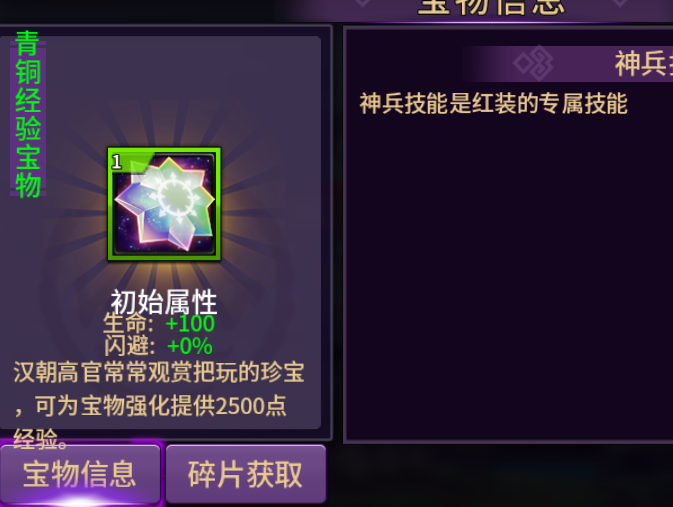 宝物信息
青铜经验宝物
1
初始属性
生命: +100
闪避: +0%
汉朝高官常常观赏把玩的珍宝
，可为宝物强化提供2500点
经验。
宝物信息
碎片获取
神兵
神兵技能是红装的专属技能